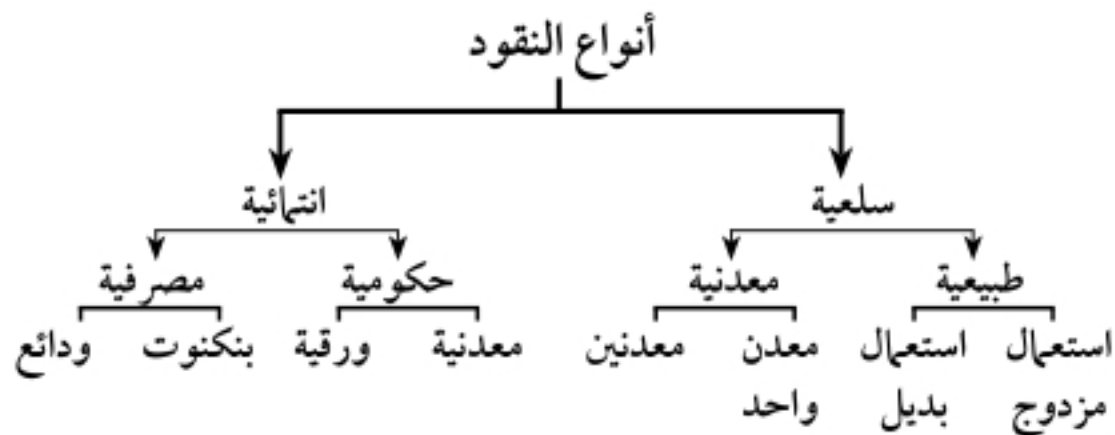 أنواع النقود
سلعية انتمائية
طبيعية معدنية حكومية مصرفية
استعمال استعمال معدن معدنين معدنية ورقية بنكنوت ودائع
مزدوج بديل واحد